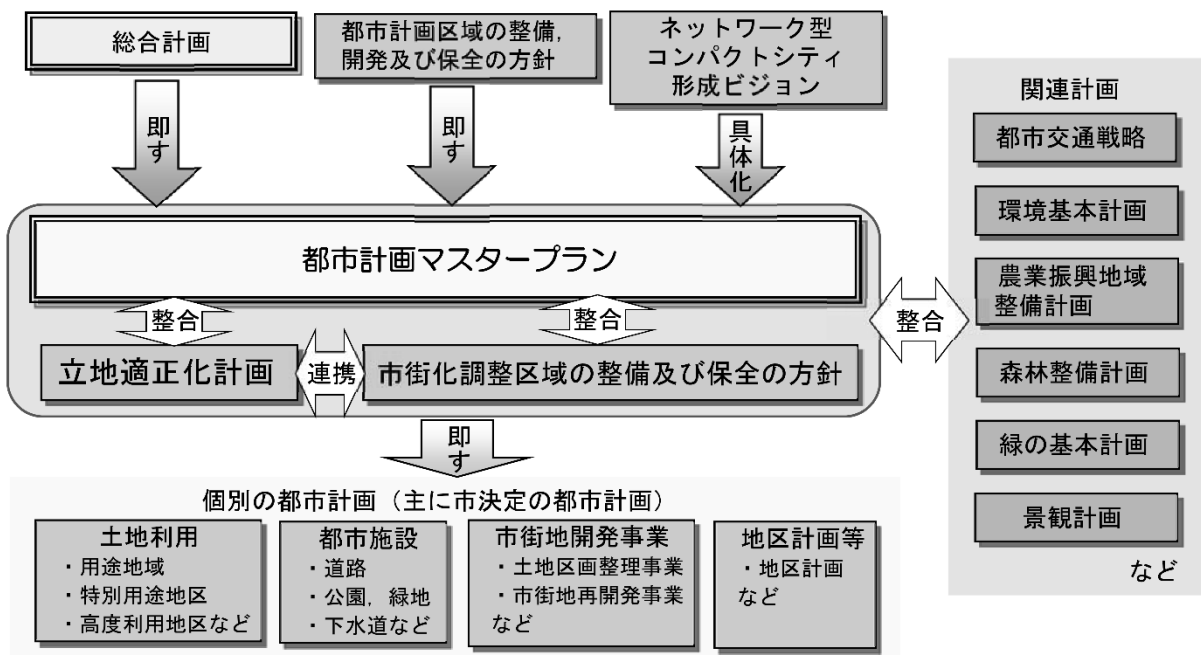 総合計画
都市計画区域の整備,
開発及び保全の方針
ネットワーク型
コンパクトシティ
形成ビジョン
即す
即す
具体化
都市計画マスタープラン
整合
整合
立地適正化計画
連携
市街化調整区域の整備及び保全の方針
整合
関連計画
都市交通戦略
環境基本計画
農業振興地域
整備計画
森林整備計画
緑の基本計画
景観計画
など
即す
個別の都市計画（主に市決定の都市計画）
土地利用
・用途地域
・特別用途地区
・高度利用地区など
都市施設
・道路
・公園，緑地
・下水道など
市街地開発事業
・土地区画整理事業
・市街地再開発事業
など
地区計画等
・地区計画
など